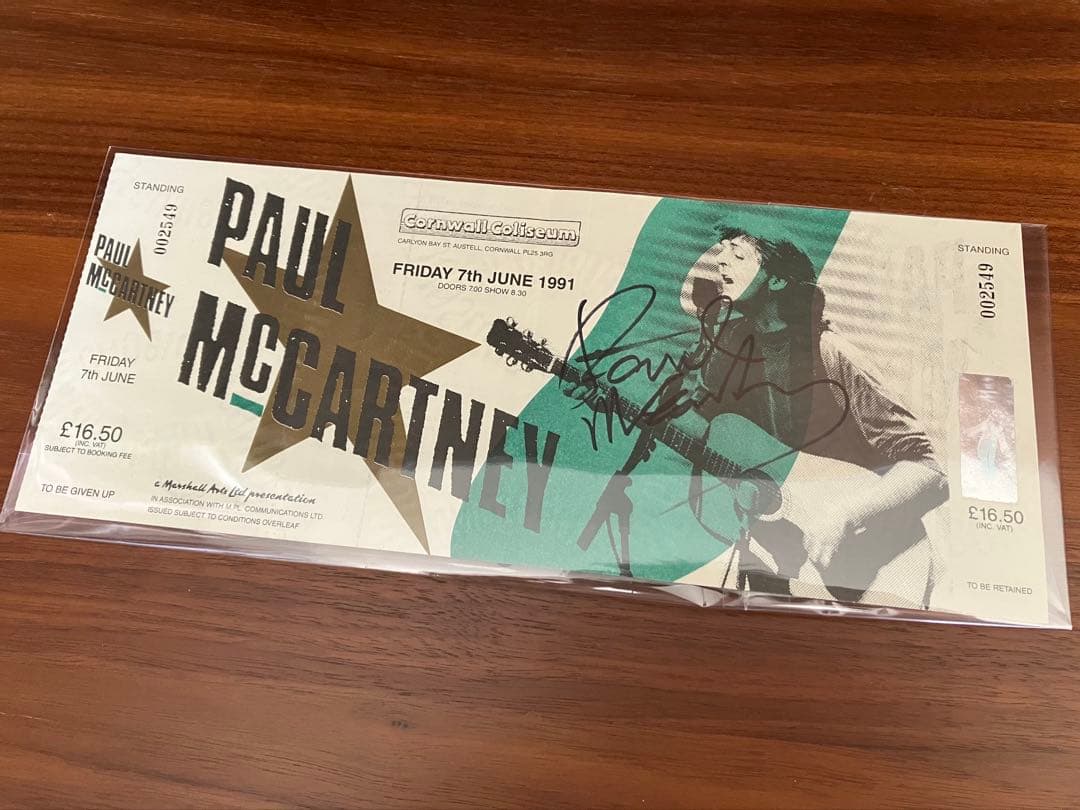 STANDING
002549
PAUL
McCARTNEY
FRIDAY
7th JUNE
£16.50
(INC. VAT)
SUBJECT TO BOOKING FEE
TO BE GIVEN UP
PAUL
McCARTNEY
a Marshall Arts Ltd presentation
IN ASSOCIATION WITH MPL COMMUNICATIONS LTD.
ISSUED SUBJECT TO CONDITIONS OVERLEAF
Cornwall Coliseum
CARLYON BAY ST. AUSTELL, CORNWALL PL25 3RG
FRIDAY 7th JUNE 1991
DOORS 7.00 SHOW 8.30
Paul
McCartney
STANDING
002549
£16.50
(INC. VAT)
TO BE RETAINED